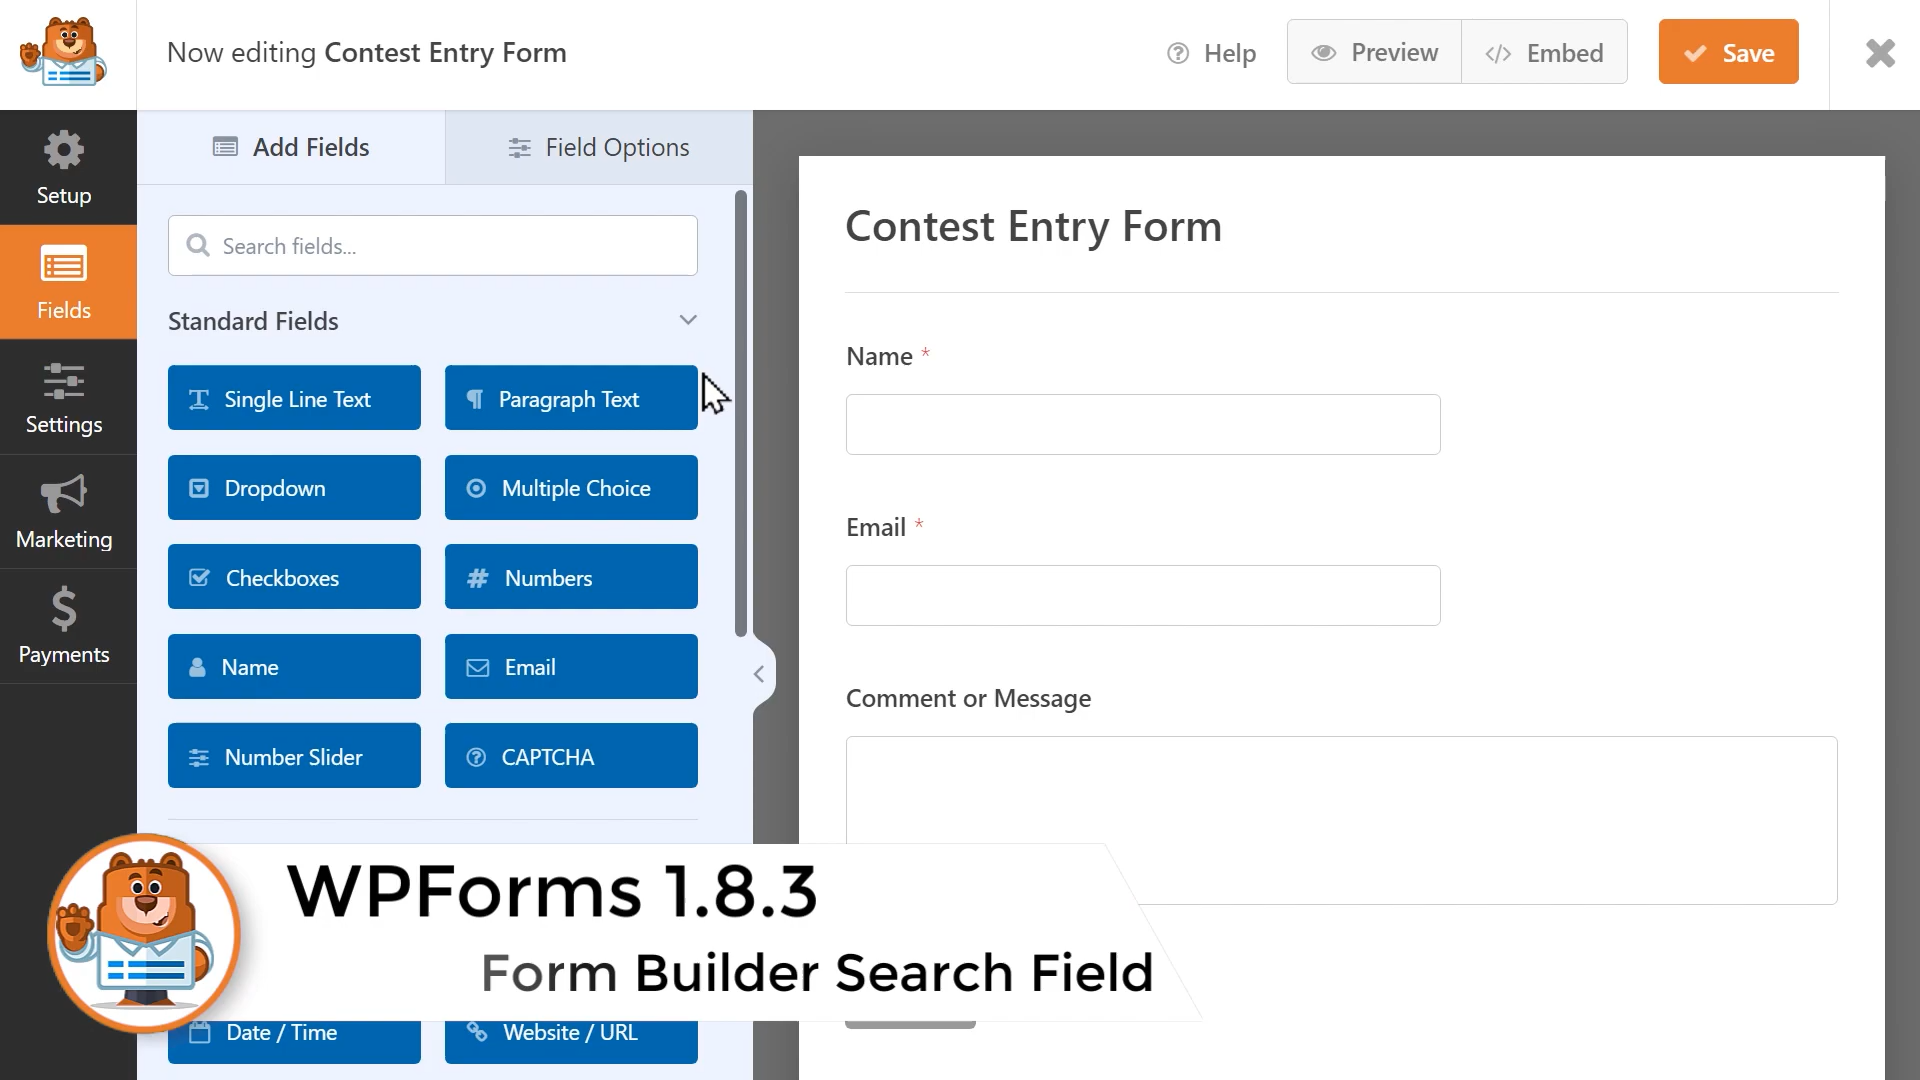 Now editing Contest Entry Form
Help
Preview
Embed
Save
Setup
Fields
Settings
Marketing
Payments
Add Fields
Field Options
Search fields...
Standard Fields
Single Line Text
Paragraph Text
Dropdown
Multiple Choice
Checkboxes
Numbers
Name
Email
Number Slider
CAPTCHA
Date / Time
Website / URL
Contest Entry Form
Name *
Email *
Comment or Message
WPForms 1.8.3
Form Builder Search Field